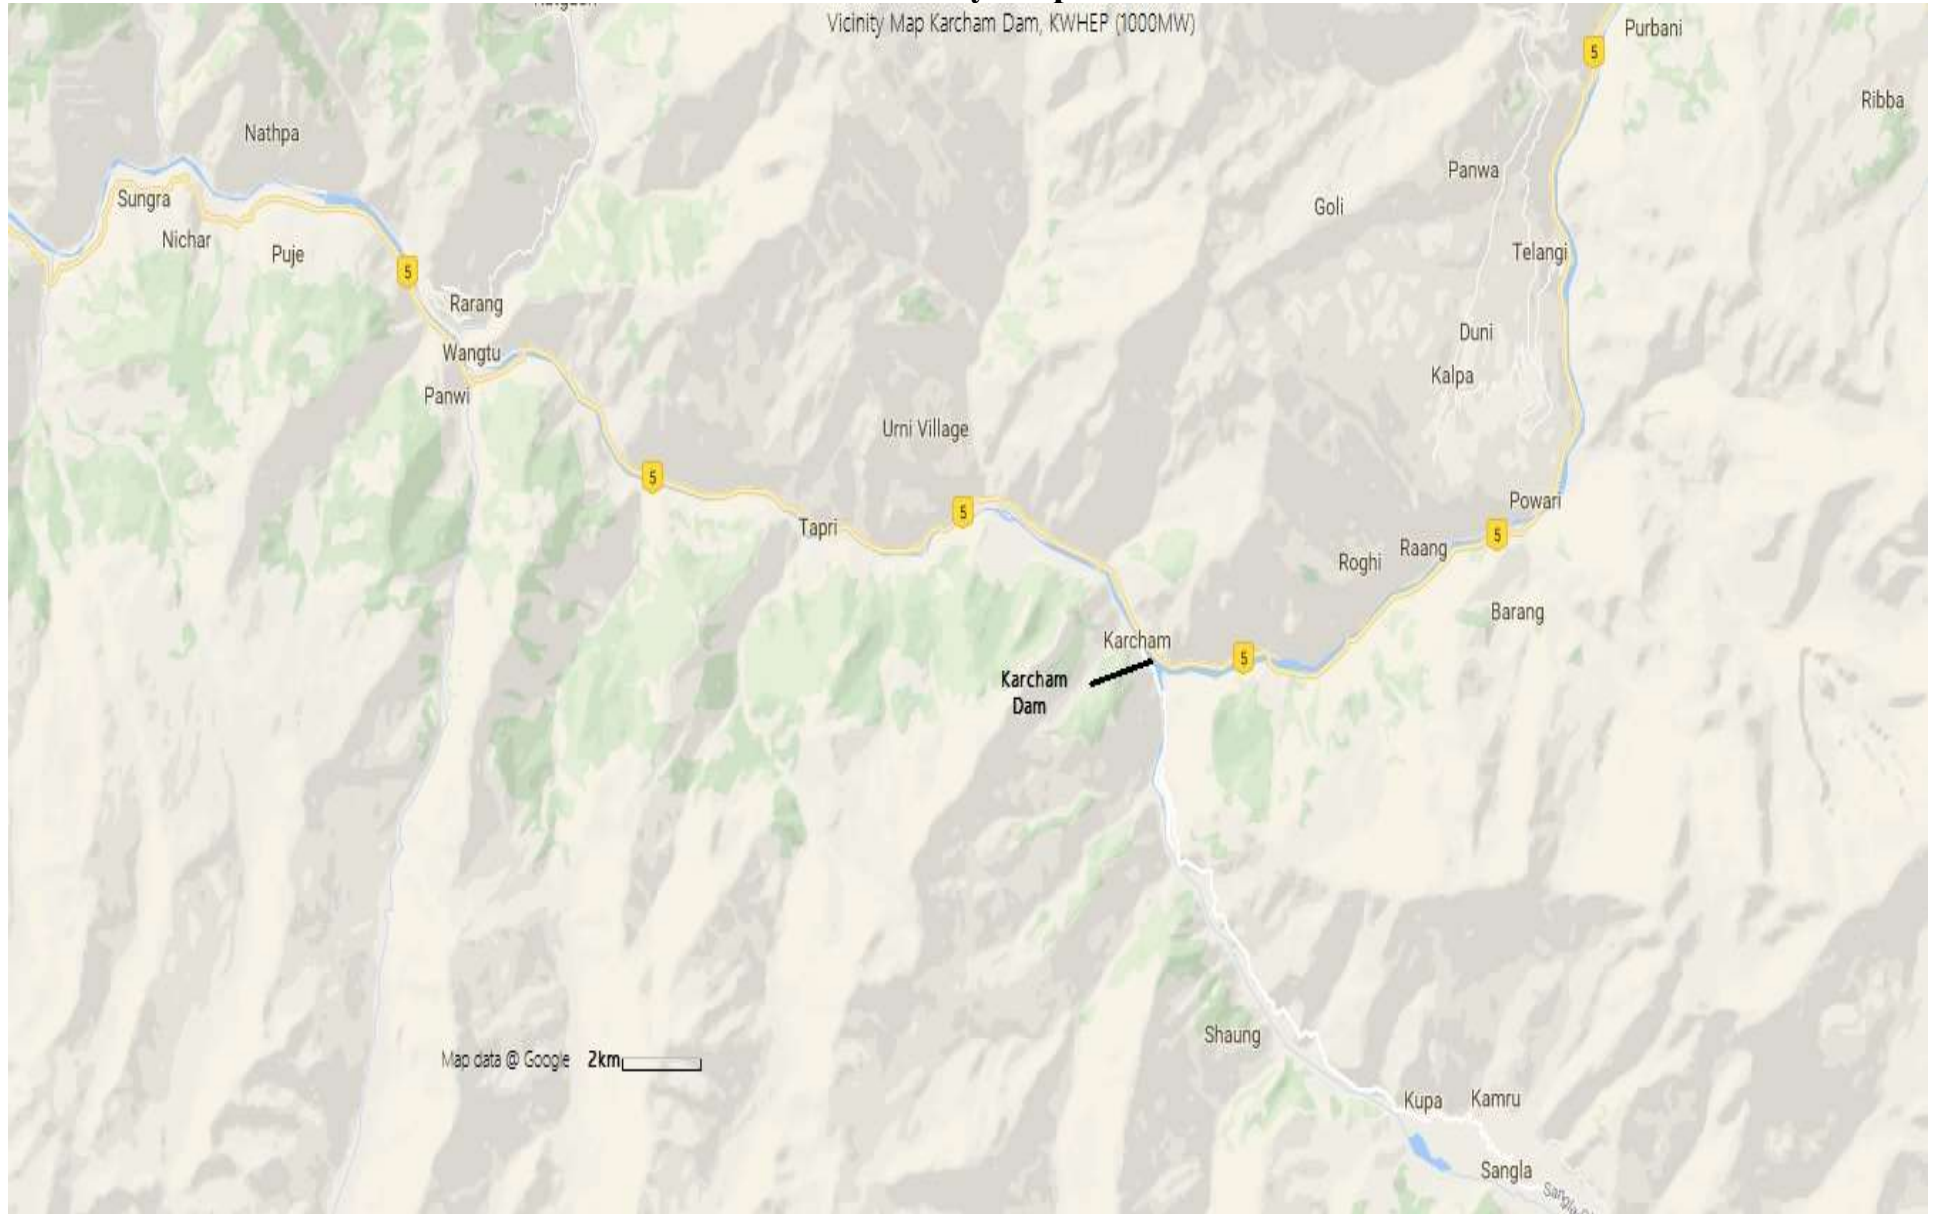 Vicinity Map Karcham Dam, KWHEP (1000MW)
Purbani
5
Ribba
Nathpa
Panwa
Sungra
Goli
Nichar
Puje
Telangi
5
Rarang
Duni
Wangtu
Kalpa
Panwi
Urni Village
5
Powari
5
Tapri
5
Raang
Roghi
Barang
Karcham
5
Karcham
Dam
Shaung
Map data @ Google 2km
Kupa
Kamru
Sangla